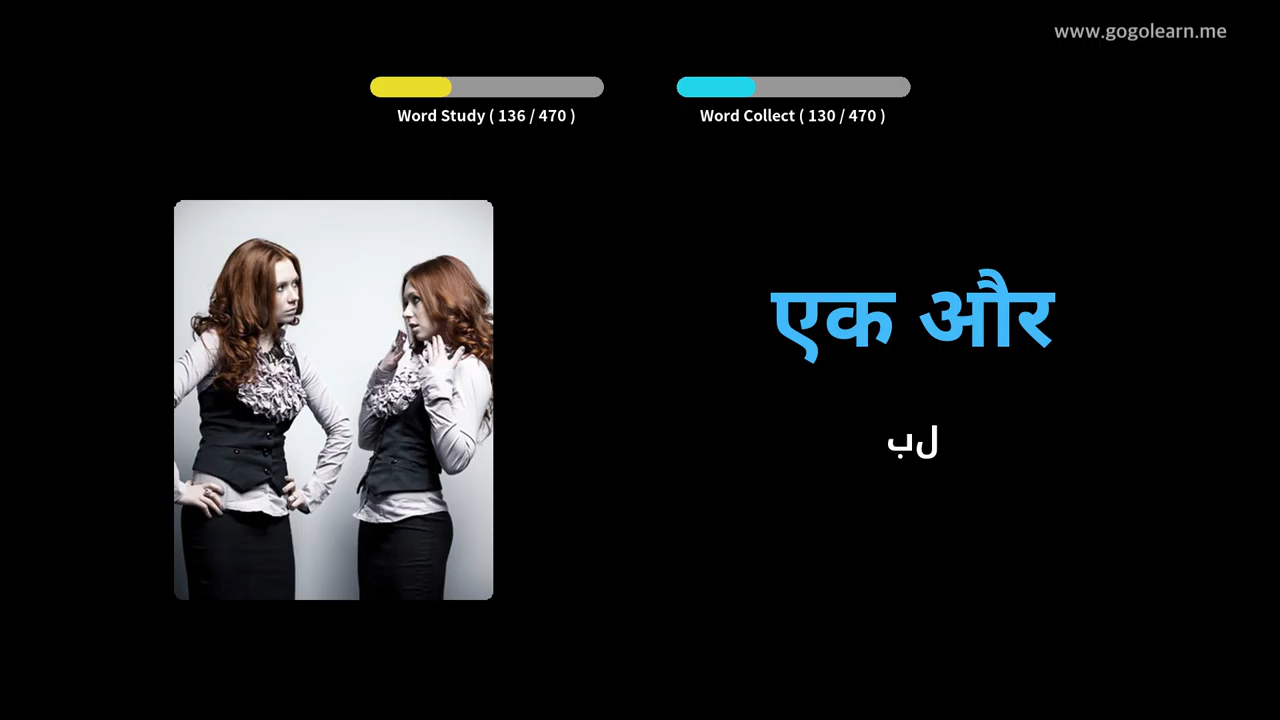 www.gogolearn.me
Word Study ( 136 / 470 )
Word Collect ( 130 / 470 )
एक और
لب